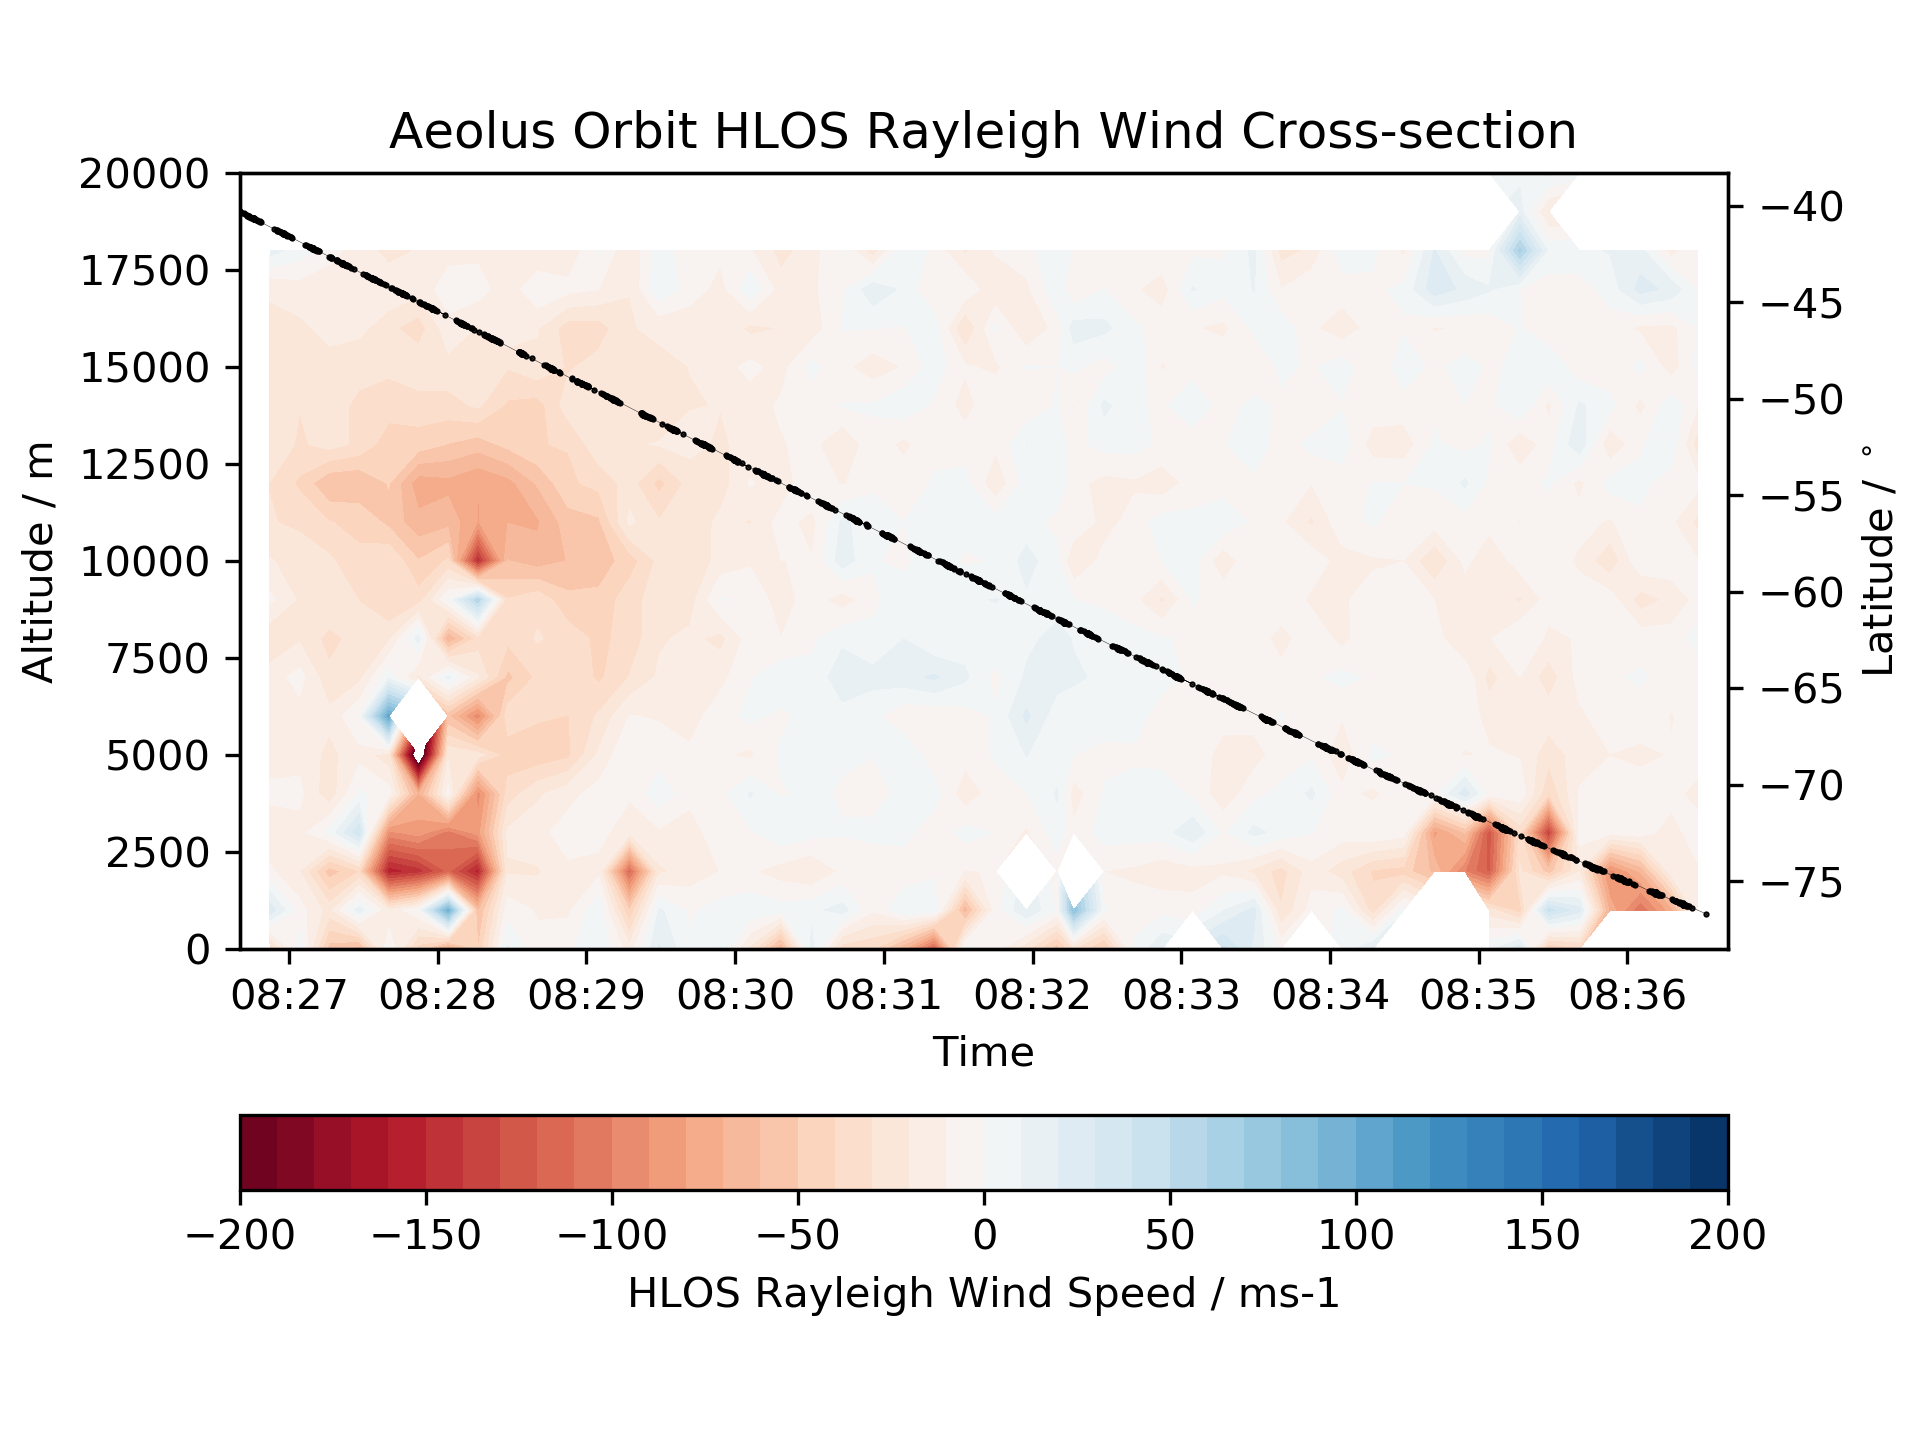 Aeolus Orbit HLOS Rayleigh Wind Cross-section
20000
17500
15000
12500
10000
7500
5000
2500
0
Altitude / m
−40
−45
−50
−55
−60
−65
−70
−75
Latitude / °
08:27 08:28 08:29 08:30 08:31 08:32 08:33 08:34 08:35 08:36
Time
−200 −150 −100 −50 0 50 100 150 200
HLOS Rayleigh Wind Speed / ms-1